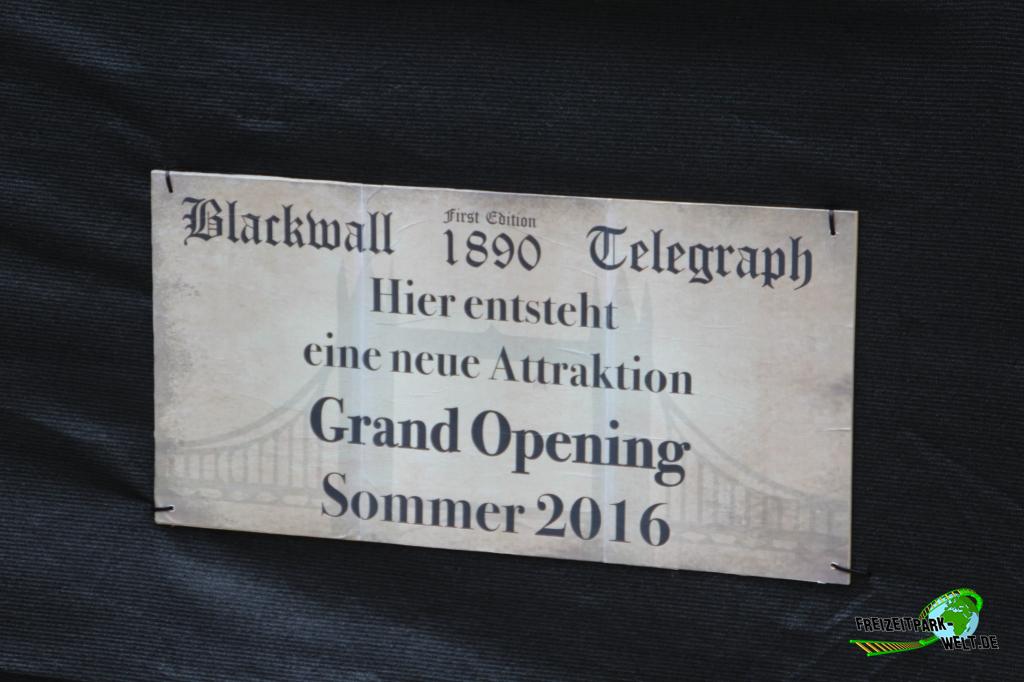 Blackwall First Edition 1890 Telegraph
Hier entsteht
eine neue Attraktion
Grand Opening
Sommer 2016
FREIZEITPARK-
WELT.DE